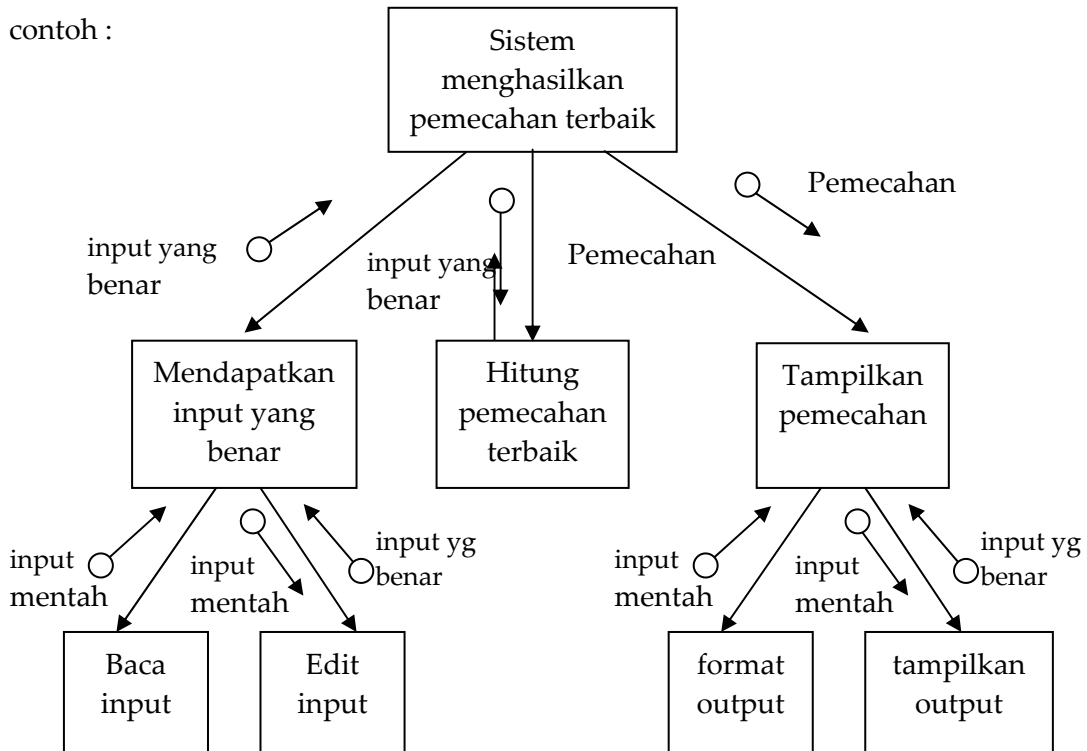 contoh :
Sistem
menghasilkan
pemecahan terbaik
Pemecahan
input yang
benar
input yang
benar
Pemecahan
Mendapatkan
input yang
benar
Hitung
pemecahan
terbaik
Tampilkan
pemecahan
input
mentah
input
mentah
input yg
benar
input
mentah
input
mentah
input yg
benar
Baca
input
Edit
input
format
output
tampilkan
output